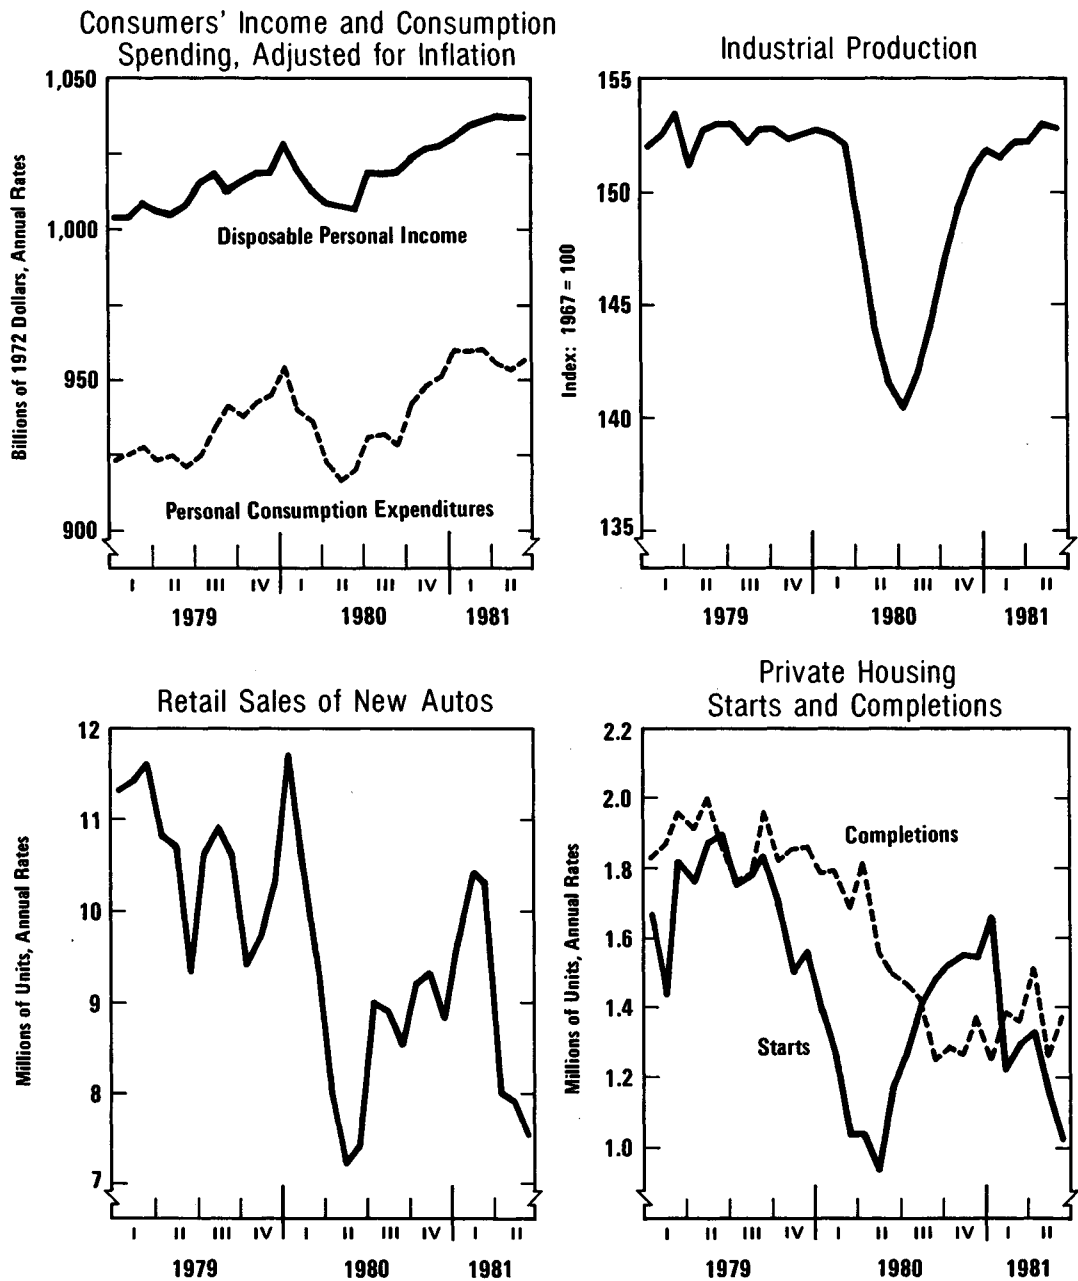 Consumers' Income and Consumption
Spending, Adjusted for Inflation
1,050
1,000
950
900
Billions of 1972 Dollars, Annual Rates
Disposable Personal Income
Personal Consumption Expenditures
I II III IV I II III IV I II
1979 1980 1981
Industrial Production
155
150
145
140
135
Index: 1967 = 100
I II III IV I II III IV I II
1979 1980 1981
Retail Sales of New Autos
12
11
10
9
8
7
Millions of Units, Annual Rates
I II III IV I II III IV I II
1979 1980 1981
Private Housing
Starts and Completions
2.2
2.0
1.8
1.6
1.4
1.2
1.0
Millions of Units, Annual Rates
Completions
Starts
I II III IV I II III IV I II
1979 1980 1981